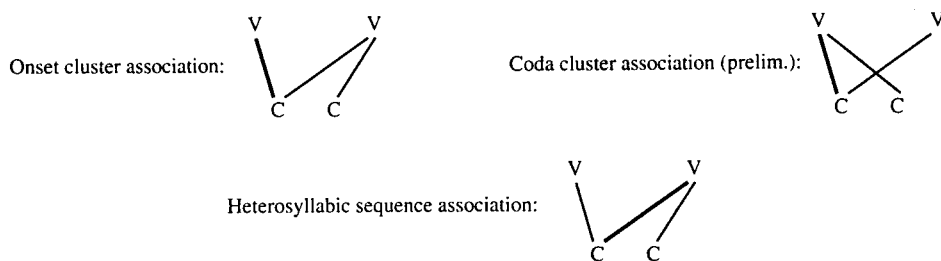 V V
Onset cluster association:
C C
V V
Coda cluster association (prelim.):
C C
V V
Heterosyllabic sequence association:
C C